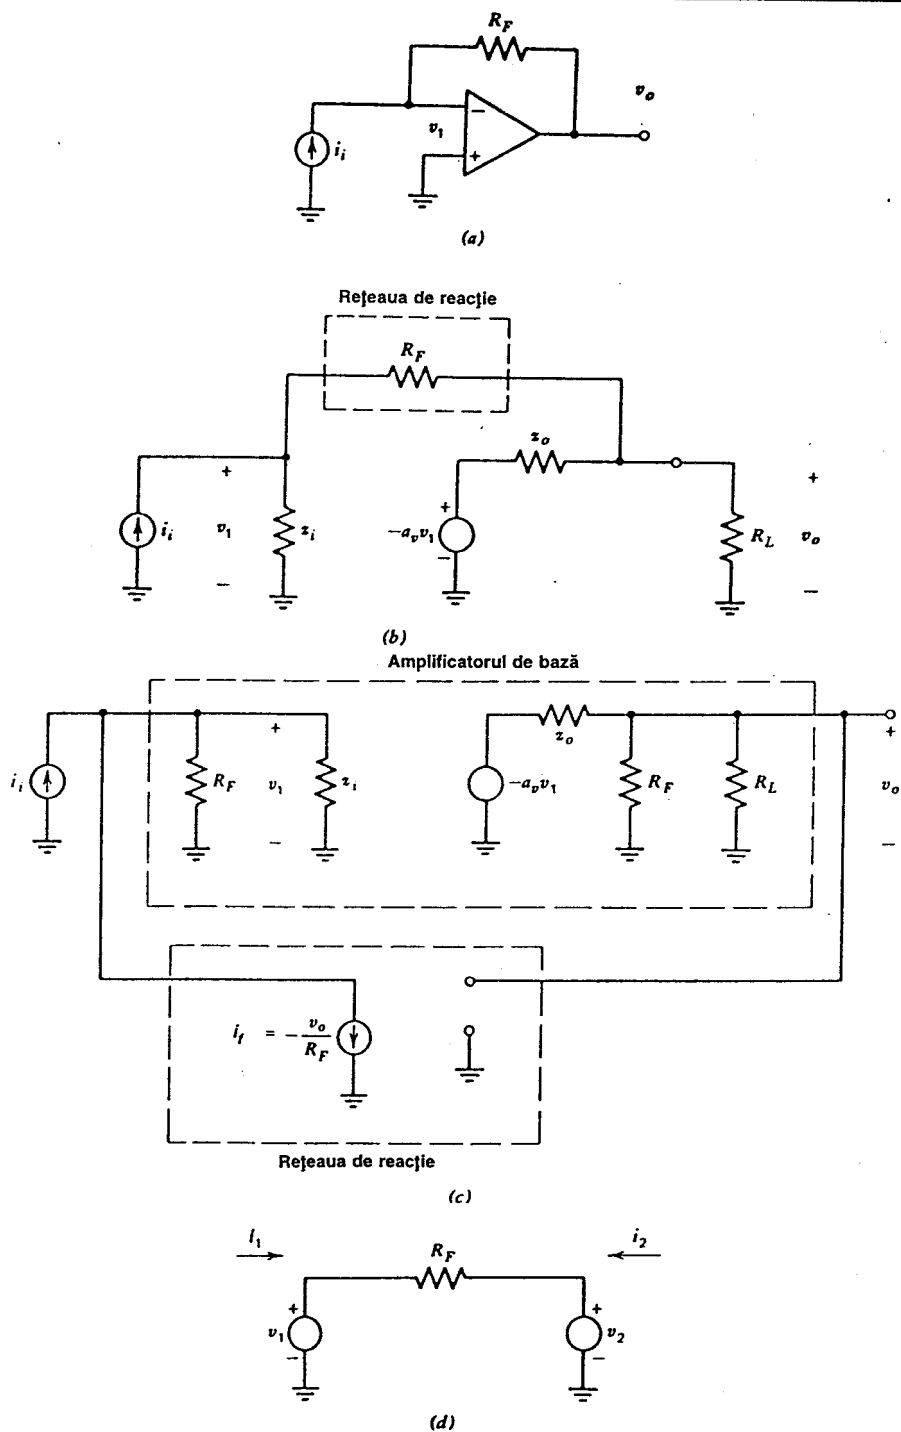 R_F
v_o
v_1
−
+
i_i
(a)
Rețeaua de reacție
R_F
z_o
+
+
+
i_i
v_1
z_i
−a_v v_1
R_L
v_o
−
−
−
(b)
Amplificatorul de bază
z_o
+
+
i_i
R_F
v_1
z_i
−a_v v_1
R_F
R_L
v_o
−
−
i_f = − v_o / R_F
Rețeaua de reacție
(c)
i_1
R_F
i_2
+
+
v_1
v_2
−
−
(d)